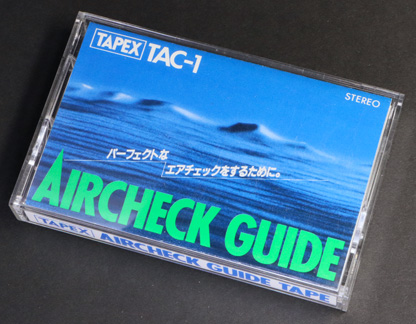 TAPEX TAC-1
STEREO
パーフェクトな
エアチェックをするために。
AIRCHECK GUIDE
TAPEX AIRCHECK GUIDE TAPE